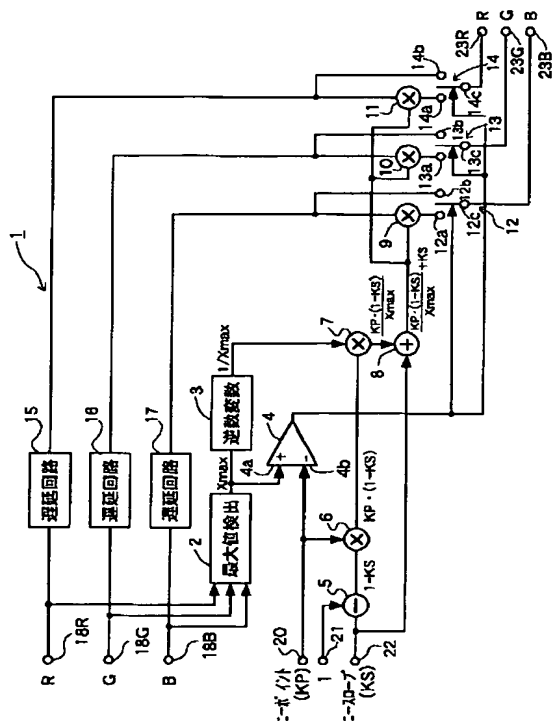 1
15
遅延回路
16
遅延回路
17
遅延回路
R
18R
G
18G
B
18B
2
最大値検出
Xmax
3
逆数変数
1/Xmax
4
4a
+
4b
-
ニーポイント
(KP)
20
1
21
ニースロープ
(KS)
22
5
−
1-KS
6
×
KP・(1-KS)
7
×
KP・(1-KS)
Xmax
8
+
KP・(1-KS)
Xmax
+KS
9
×
10
×
11
×
12a
12b
12c
12
13a
13b
13c
13
14a
14b
14c
14
R
23R
G
23G
B
23B